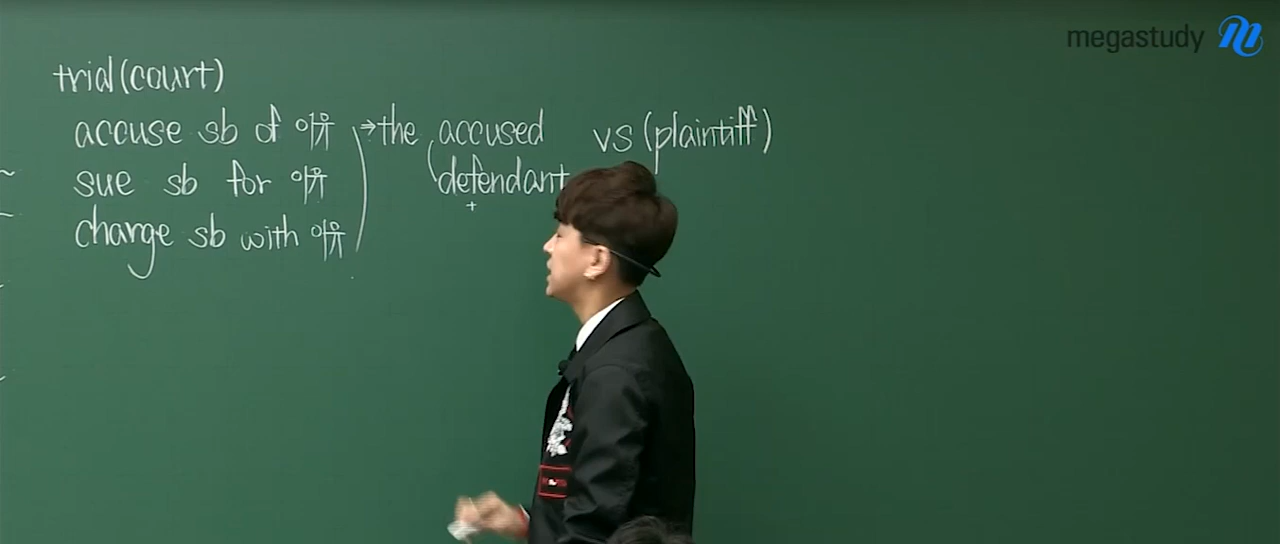 megastudy
trial(court)
accuse sb of 이유 → the accused vs (plaintiff)
sue sb for 이유 defendant
charge sb with 이유